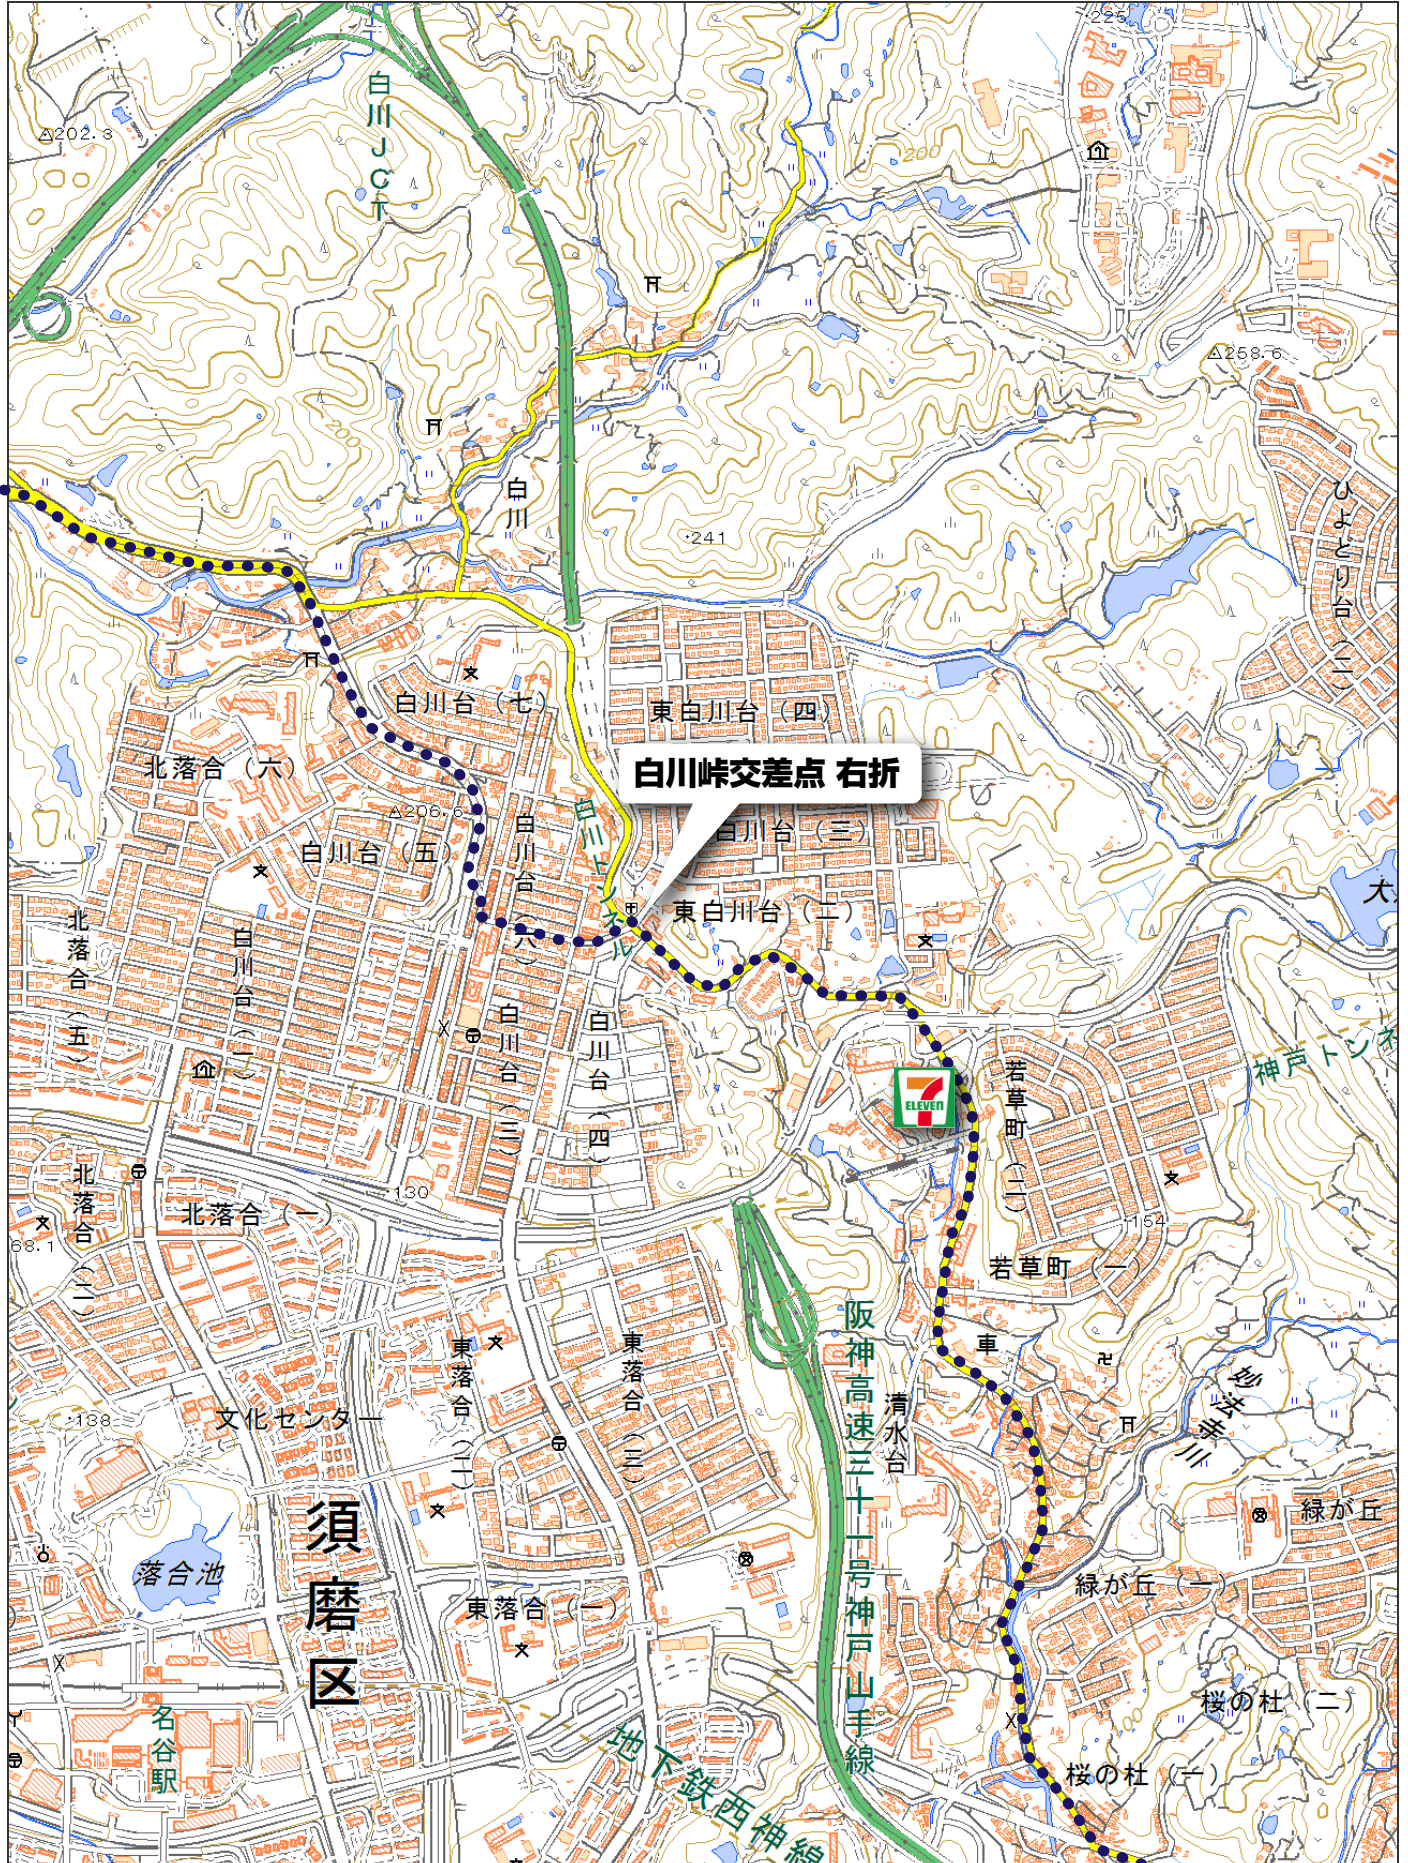 225
白川JCT
△202.3
200
△258.6
200
白川
・241
ひよどり台（二）
白川台（七）
東白川台（四）
北落合（六）
白川峠交差点 右折
△206.6
白川台（五）
白川台（六）
白川トンネル
白川台（三）
東白川台（二）
北落合（五）
白川台（一）
白川台（三）
白川台（四）
若草町（二）
神戸トンネ
7
ELEVEn
北落合（二）
・130
北落合（一）
68.1
・154
若草町（一）
阪神高速三十一号神戸山手線
車
東落合（二）
東落合（三）
清水台
妙法寺川
・138
文化センター
須磨区
緑が丘
落合池
緑が丘（一）
東落合（一）
名谷駅
地下鉄西神線
100
桜の杜（二）
桜の杜（一）